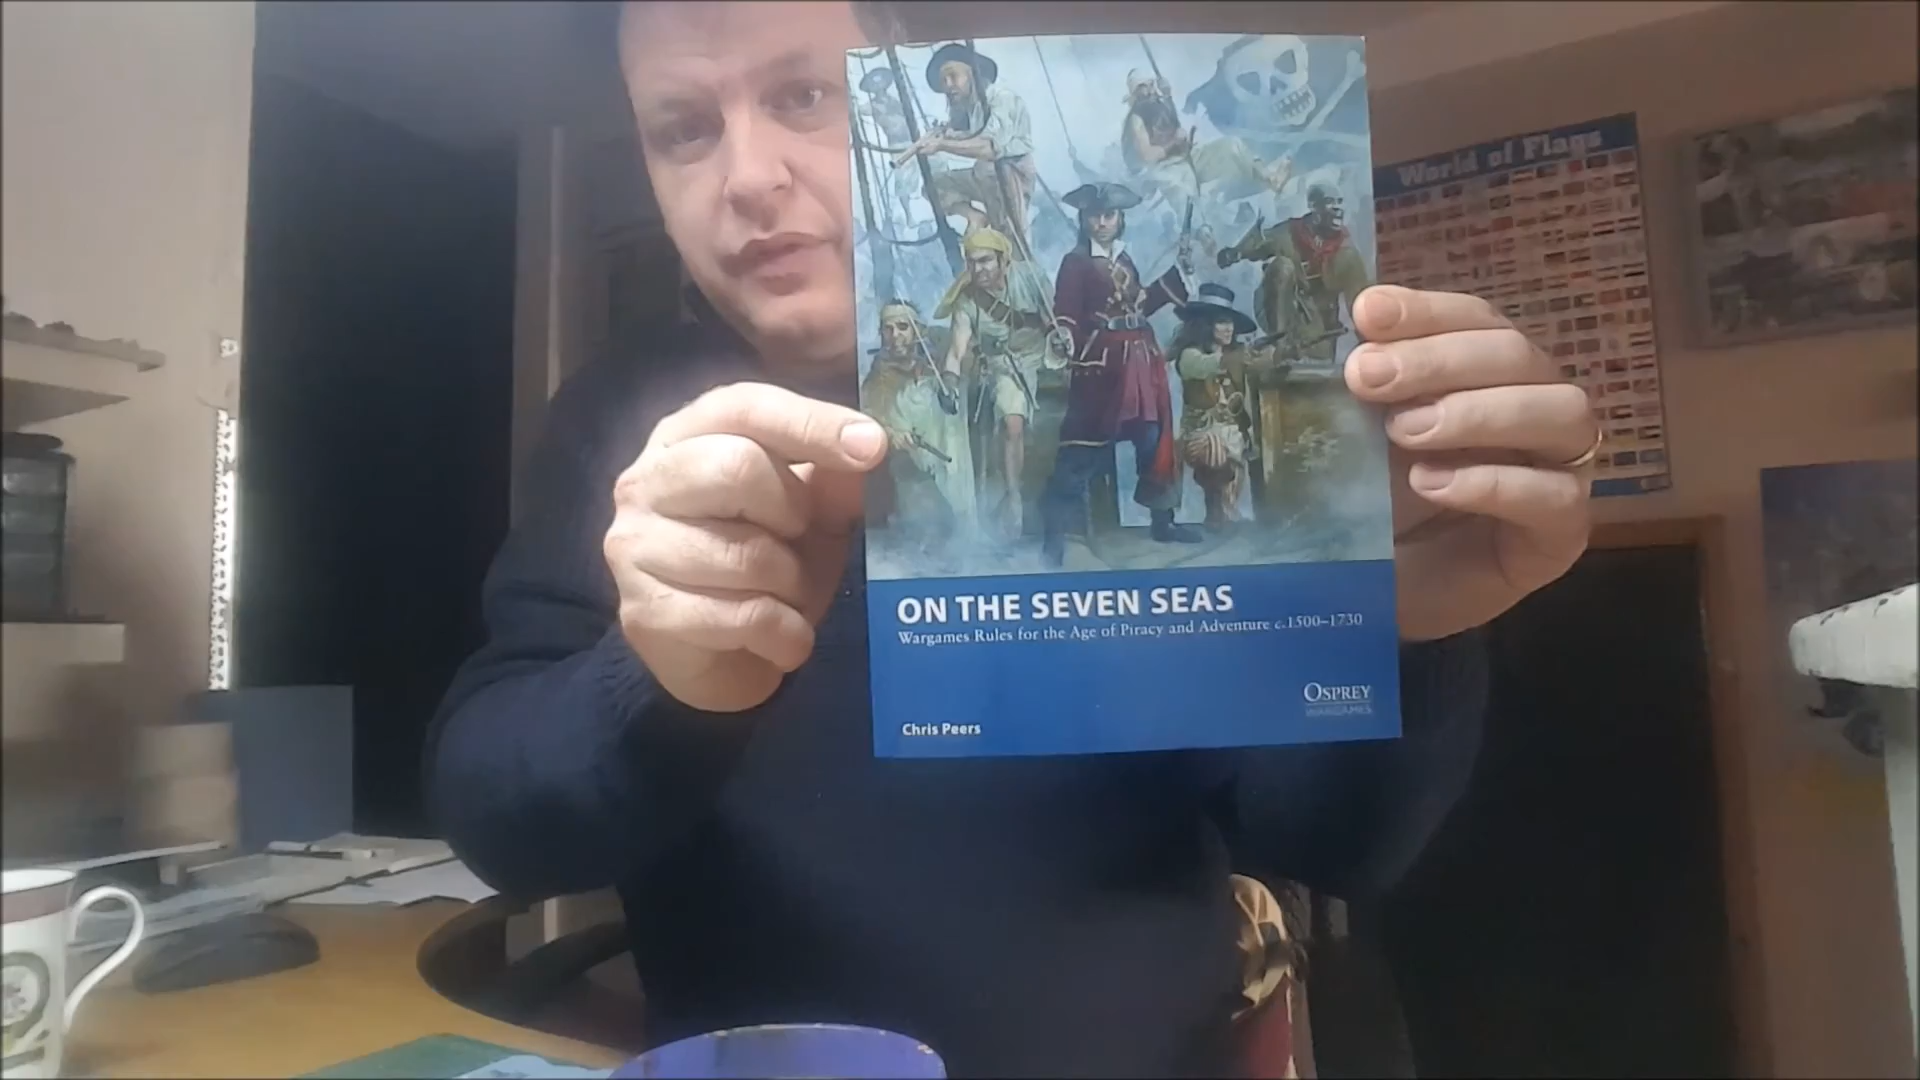 World of Flags
ON THE SEVEN SEAS
Wargames Rules for the Age of Piracy and Adventure c.1500–1730
OSPREY
WARGAMES
Chris Peers